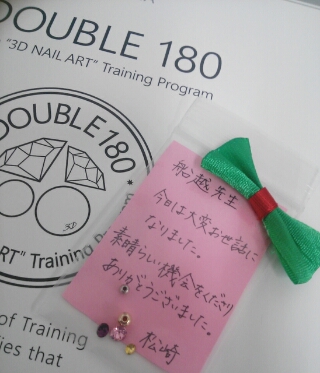 DOUBLE 180
"3D NAIL ART" Training Program
DOUBLE180
3D
ART" Training
of Training
ies that
船越先生
今日は大変お世話に
なりました。
素晴らしい機会をくださり
ありがとうございました。
松崎